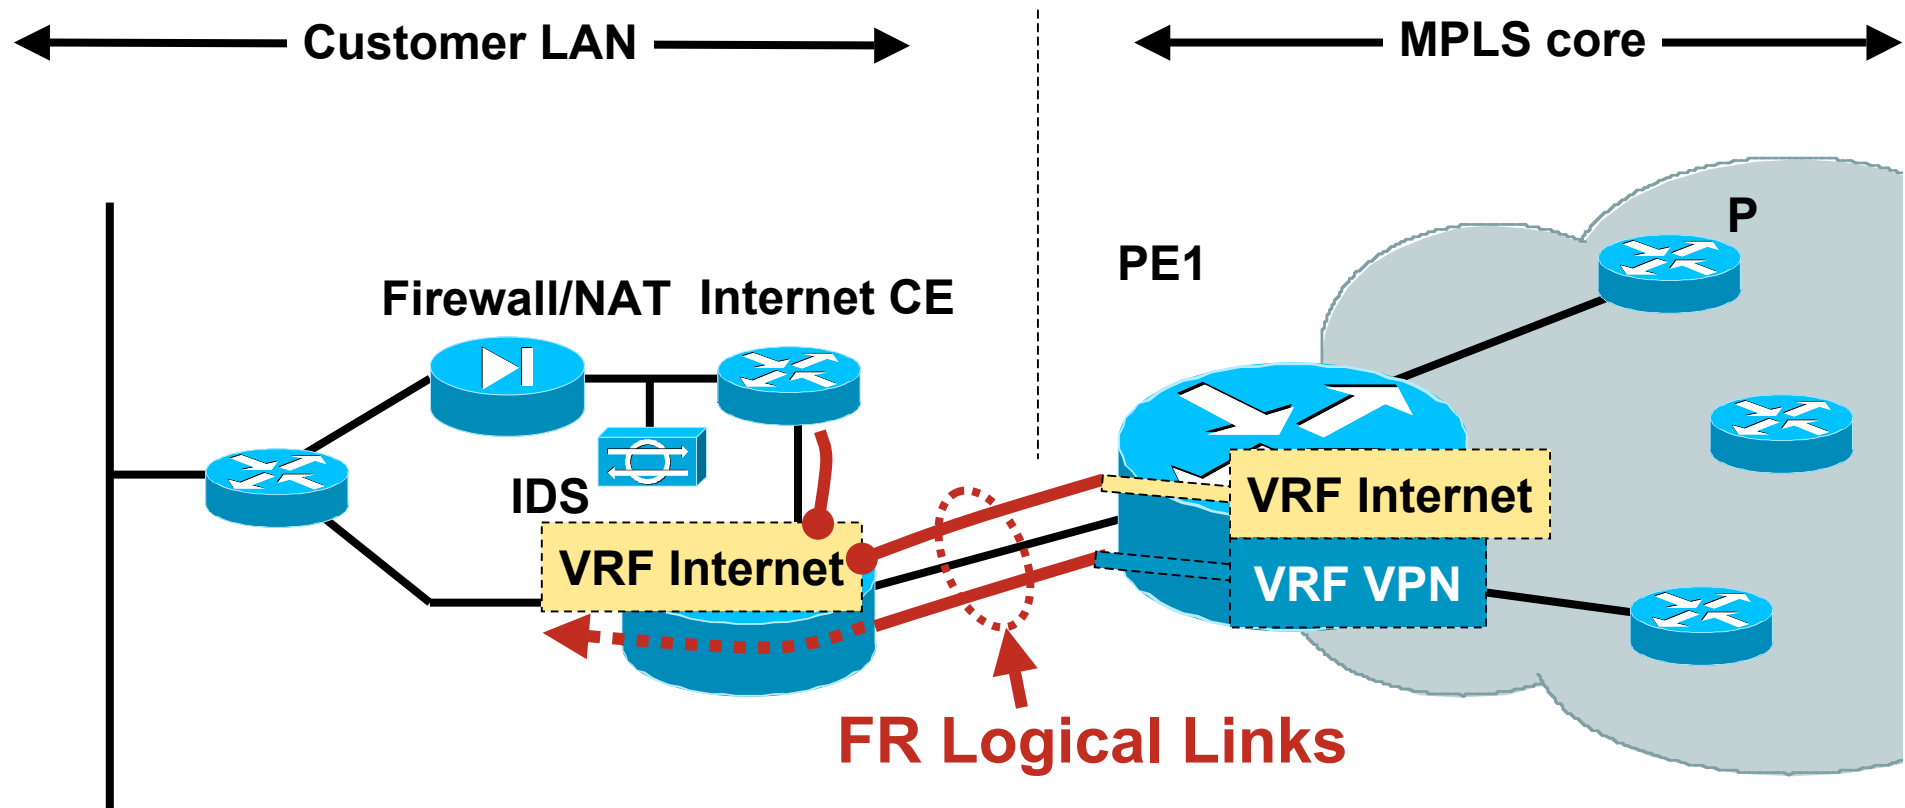 Customer LAN
MPLS core
P
PE1
Firewall/NAT
Internet CE
IDS
VRF Internet
VRF Internet
VRF VPN
FR Logical Links